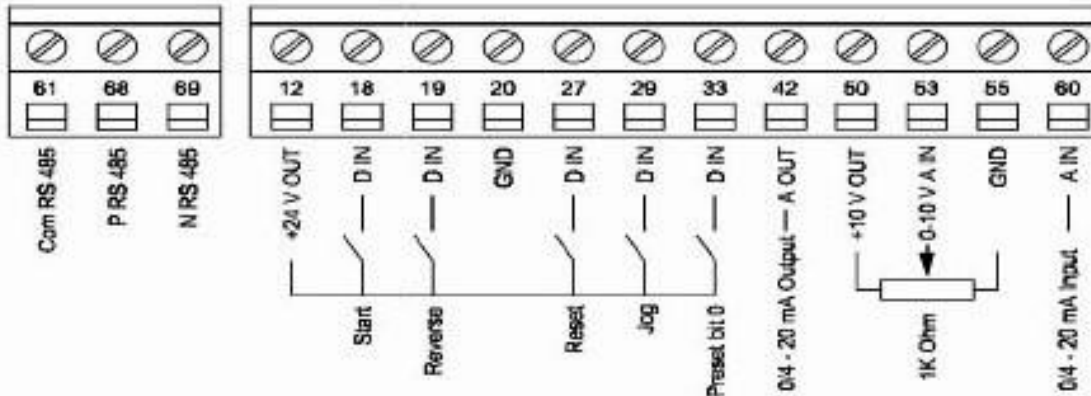 61 68 69 12 18 19 20 27 29 33 42 50 53 55 60
Com RS 485
P RS 485
N RS 485
+24 V OUT
D IN
D IN
GND
D IN
D IN
D IN
0/4 - 20 mA Output A OUT
+10 V OUT
0-10 V A IN
GND
0/4 - 20 mA Input A IN
Start
Reverse
Reset
Jog
Preset bit 0
1K Ohm